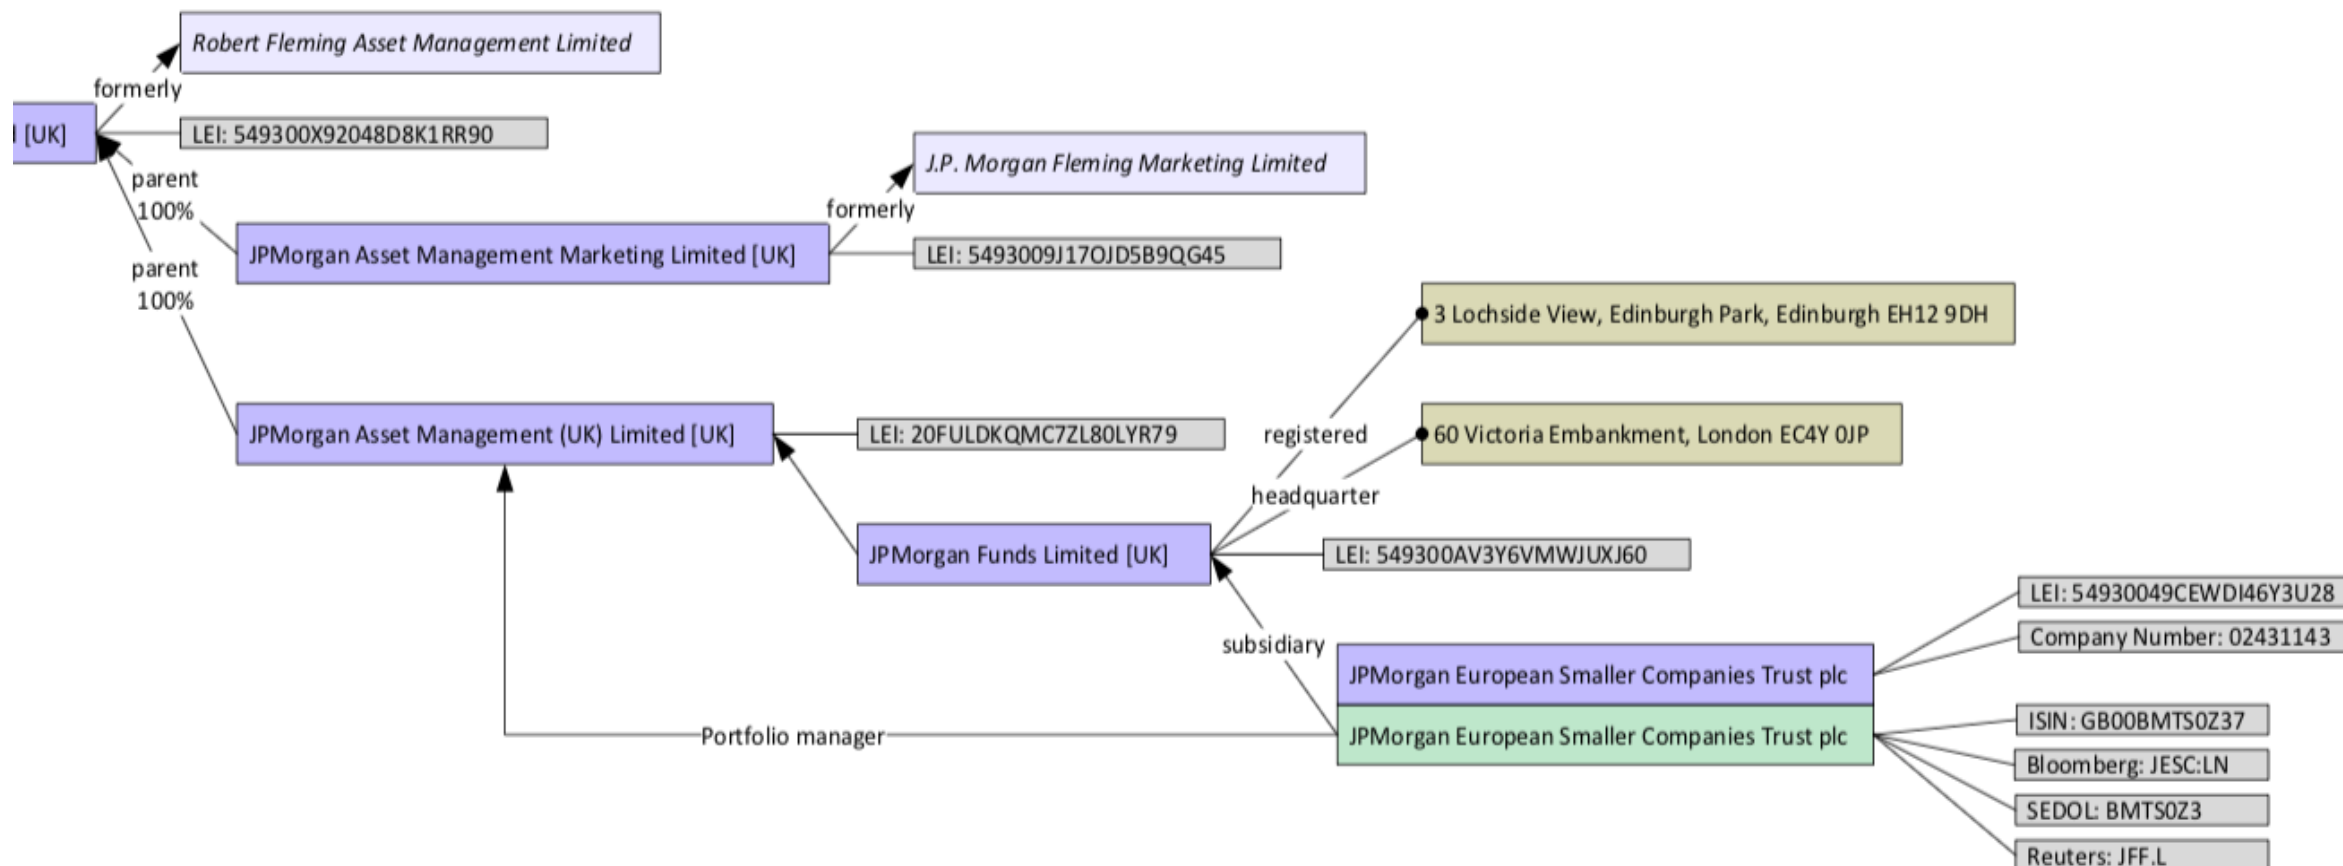 Robert Fleming Asset Management Limited
formerly
[UK]
LEI: 549300X92048D8K1RR90
J.P. Morgan Fleming Marketing Limited
parent
100%
formerly
JPMorgan Asset Management Marketing Limited [UK]
LEI: 5493009J17OJD5B9QG45
parent
100%
3 Lochside View, Edinburgh Park, Edinburgh EH12 9DH
JPMorgan Asset Management (UK) Limited [UK]
LEI: 20FULDKQMC7ZL80LYR79
registered
60 Victoria Embankment, London EC4Y 0JP
headquarter
JPMorgan Funds Limited [UK]
LEI: 549300AV3Y6VMWJUXJ60
LEI: 54930049CEWDI46Y3U28
subsidiary
Company Number: 02431143
JPMorgan European Smaller Companies Trust plc
ISIN: GB00BMTS0Z37
Portfolio manager
JPMorgan European Smaller Companies Trust plc
Bloomberg: JESC:LN
SEDOL: BMTS0Z3
Reuters: JFF.L